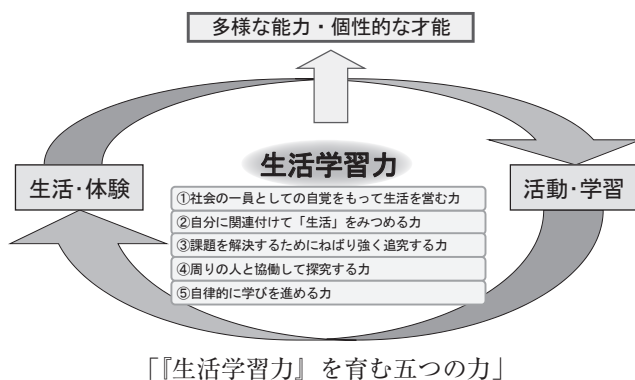 多様な能力・個性的な才能
生活学習力
生活・体験
活動・学習
①社会の一員としての自覚をもって生活を営む力
②自分に関連付けて「生活」をみつめる力
③課題を解決するためにねばり強く追究する力
④周りの人と協働して探究する力
⑤自律的に学びを進める力
「『生活学習力』を育む五つの力」